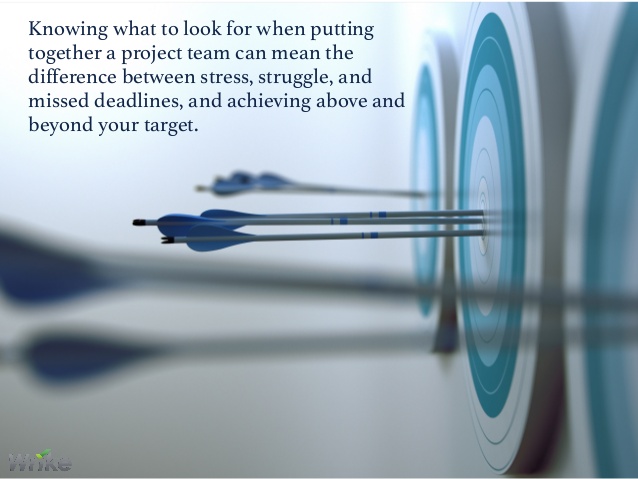 Knowing what to look for when putting
together a project team can mean the
difference between stress, struggle, and
missed deadlines, and achieving above and
beyond your target.
Wrike